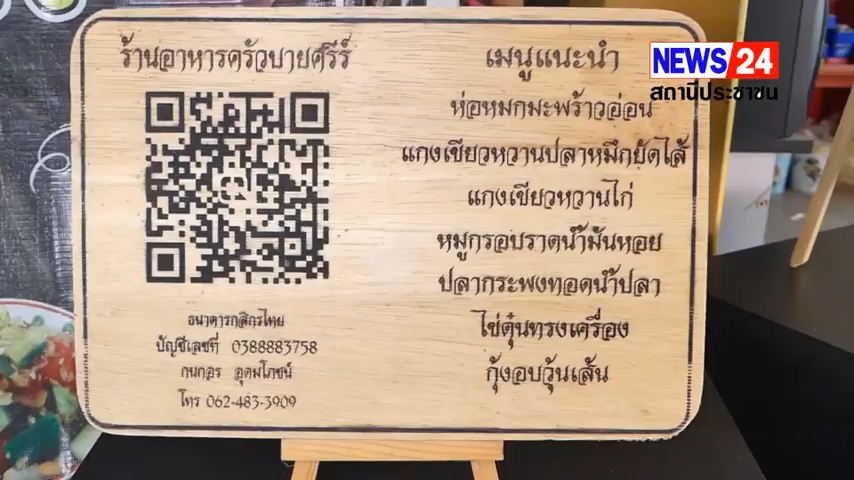 ร้านอาหารครัวบายศรีร์
ธนาคารกสิกรไทย
บัญชีเลขที่ 0388883758
กนกอร อุดมโภชน์
โทร 062-483-3909
เมนูแนะนำ
ห่อหมกมะพร้าวอ่อน
แกงเขียวหวานปลาหมึกยัดไส้
แกงเขียวหวานไก่
หมูกรอบราดน้ำมันหอย
ปลากระพงทอดน้ำปลา
ไข่ตุ๋นทรงเครื่อง
กุ้งอบวุ้นเส้น
NEWS 24
สถานีประชาชน